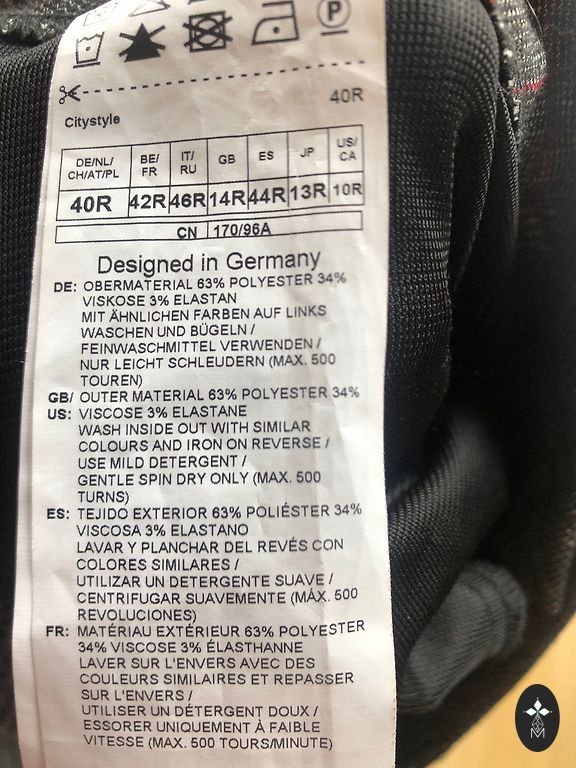 P
40R
Citystyle
DE/NL/ CH/AT/PL BE/ FR IT/ RU GB ES JP US/ CA
40R 42R 46R 14R 44R 13R 10R
CN 170/96A
Designed in Germany
DE: OBERMATERIAL 63% POLYESTER 34%
VISKOSE 3% ELASTAN
MIT ÄHNLICHEN FARBEN AUF LINKS
WASCHEN UND BÜGELN /
FEINWASCHMITTEL VERWENDEN /
NUR LEICHT SCHLEUDERN (MAX. 500
TOUREN)
GB/ OUTER MATERIAL 63% POLYESTER 34%
US: VISCOSE 3% ELASTANE
WASH INSIDE OUT WITH SIMILAR
COLOURS AND IRON ON REVERSE /
USE MILD DETERGENT /
GENTLE SPIN DRY ONLY (MAX. 500
TURNS)
ES: TEJIDO EXTERIOR 63% POLIÉSTER 34%
VISCOSA 3% ELASTANO
LAVAR Y PLANCHAR DEL REVÉS CON
COLORES SIMILARES /
UTILIZAR UN DETERGENTE SUAVE /
CENTRIFUGAR SUAVEMENTE (MÁX. 500
REVOLUCIONES)
FR: MATÉRIAU EXTÉRIEUR 63% POLYESTER
34% VISCOSE 3% ÉLASTHANNE
LAVER SUR L'ENVERS AVEC DES
COULEURS SIMILAIRES ET REPASSER
SUR L'ENVERS /
UTILISER UN DÉTERGENT DOUX /
ESSORER UNIQUEMENT À FAIBLE
VITESSE (MAX. 500 TOURS/MINUTE)
M